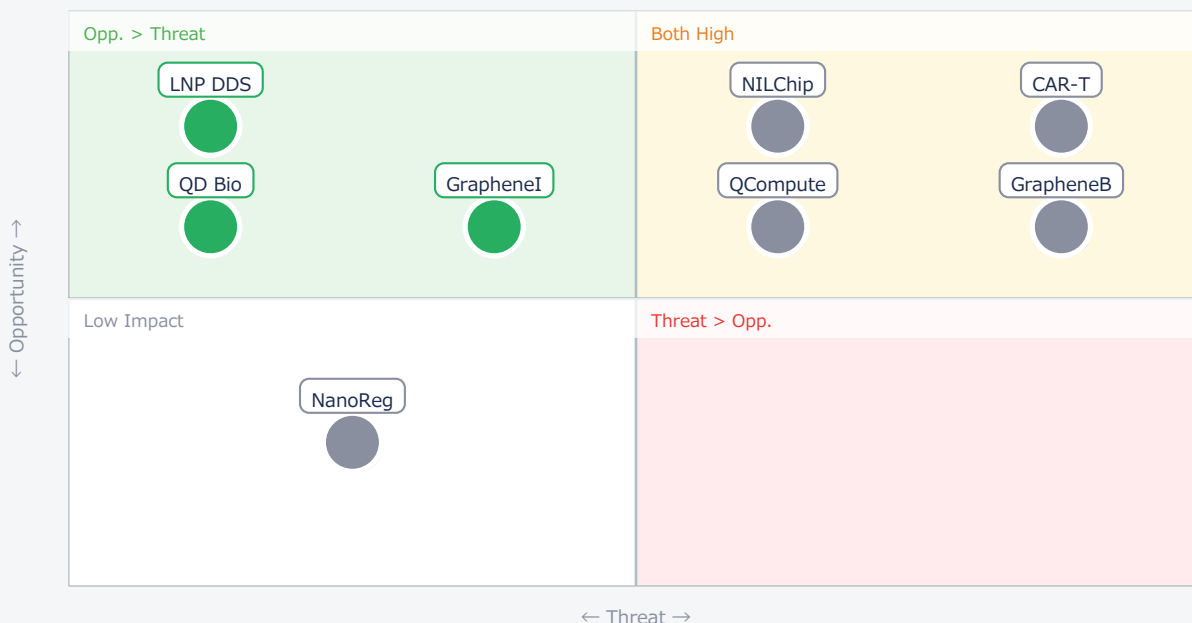 Opp. > Threat
Both High
LNP DDS
NILChip
CAR-T
QD Bio
GrapheneI
QCompute
GrapheneB
← Opportunity →
Low Impact
Threat > Opp.
NanoReg
← Threat →